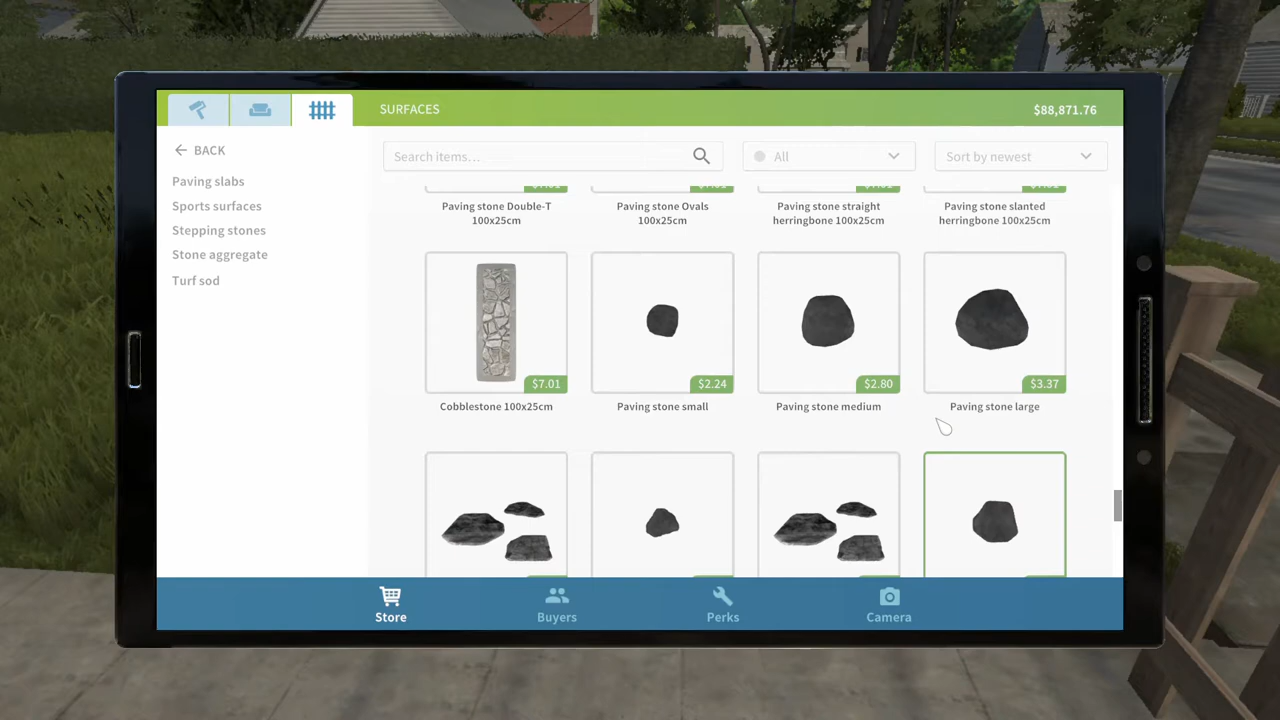 SURFACES
$88,871.76
BACK
Search items...
All
Sort by newest
Paving slabs
Sports surfaces
Stepping stones
Stone aggregate
Turf sod
Paving stone Double-T
100x25cm
Paving stone Ovals
100x25cm
Paving stone straight
herringbone 100x25cm
Paving stone slanted
herringbone 100x25cm
$7.01
$2.24
$2.80
$3.37
Cobblestone 100x25cm
Paving stone small
Paving stone medium
Paving stone large
Store
Buyers
Perks
Camera